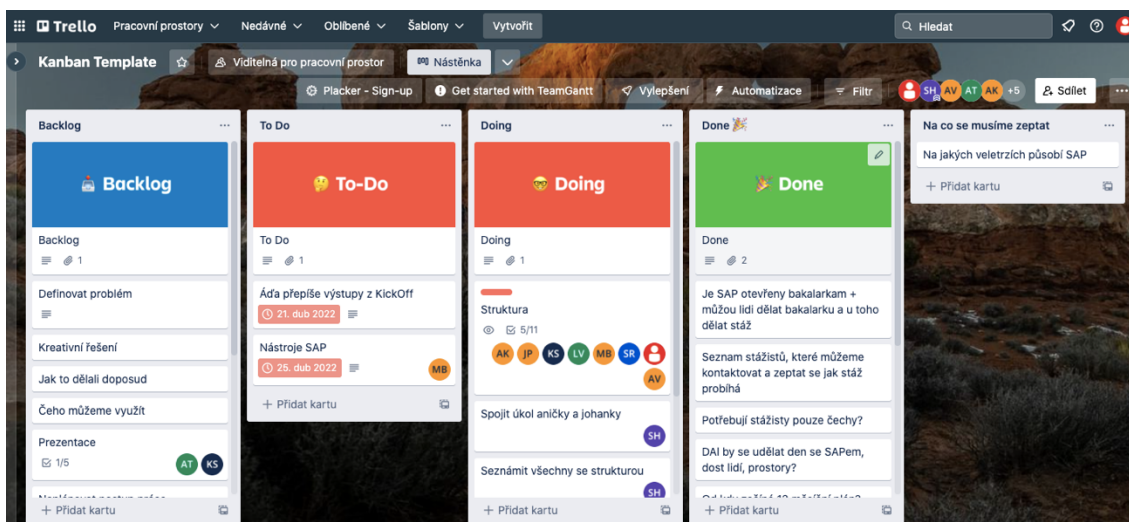 Trello Pracovní prostory Nedávné Oblíbené Šablony Vytvořit Hledat
Kanban Template Viditelná pro pracovní prostor Nástěnka
Placker - Sign-up Get started with TeamGantt Vylepšení Automatizace Filtr SH AV AT AK +5 Sdílet
Backlog
Backlog
Backlog
1
Definovat problém
Kreativní řešení
Jak to dělali doposud
Čeho můžeme využít
Prezentace
1/5 AT KS
+ Přidat kartu
To Do
To-Do
To Do
1
Áďa přepíše výstupy z KickOff
21. dub 2022
Nástroje SAP
25. dub 2022 MB
+ Přidat kartu
Doing
Doing
Doing
1
Struktura
5/11
AK JP KS LV MB SR
AV
Spojit úkol aničky a johanky
SH
Seznámit všechny se strukturou
SH
+ Přidat kartu
Done
Done
Done
2
Je SAP otevřeny bakalarkam +
můžou lidi dělat bakalarku a u toho
dělat stáž
Seznam stážistů, které můžeme
kontaktovat a zeptat se jak stáž
probíhá
Potřebují stážisty pouze čechy?
DAl by se udělat den se SAPem,
dost lidí, prostory?
+ Přidat kartu
Na co se musíme zeptat
Na jakých veletrzích působí SAP
+ Přidat kartu